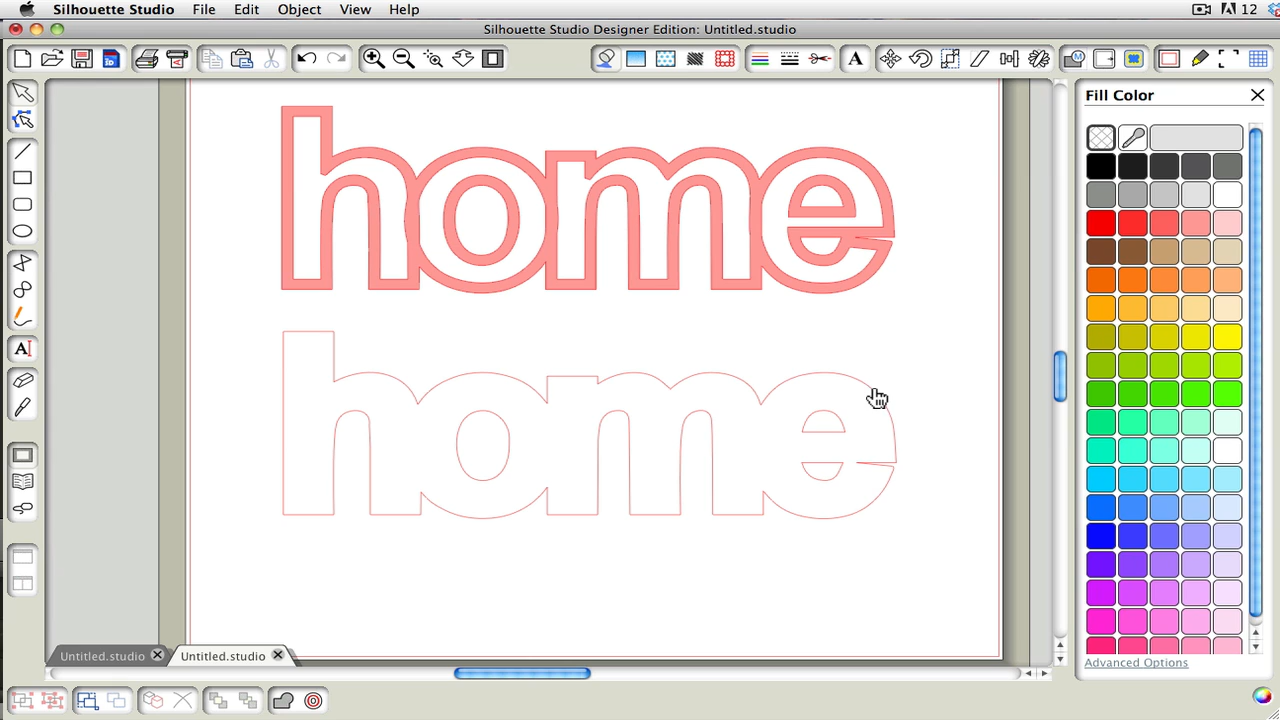 Silhouette Studio File Edit Object View Help 12
Silhouette Studio Designer Edition: Untitled.studio
A
Fill Color
A
home
home
Advanced Options
Untitled.studio Untitled.studio